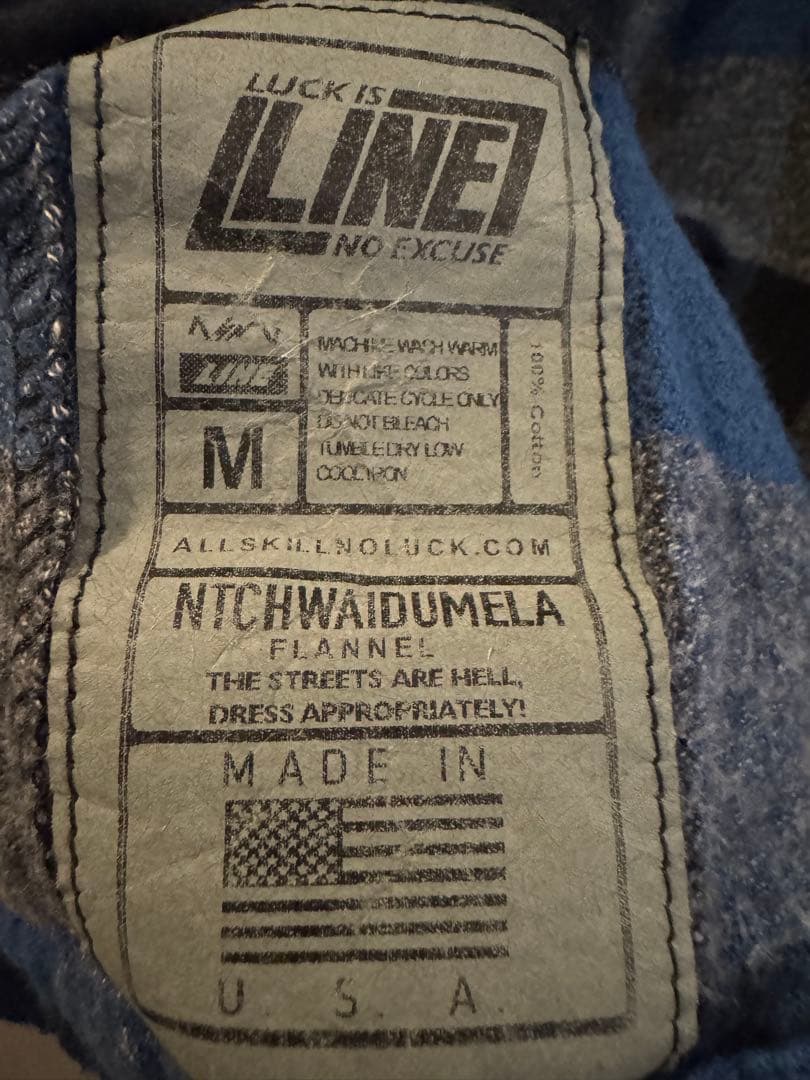 LUCK IS
LINE
NO EXCUSE
LINE
M
MACHINE WASH WARM
WITH LIKE COLORS
DELICATE CYCLE ONLY
DO NOT BLEACH
TUMBLE DRY LOW
COOL IRON
100% Cotton
ALLSKILLNOLUCK.COM
NTCHWAIDUMELA
FLANNEL
THE STREETS ARE HELL,
DRESS APPROPRIATELY!
MADE IN
U. S. A.